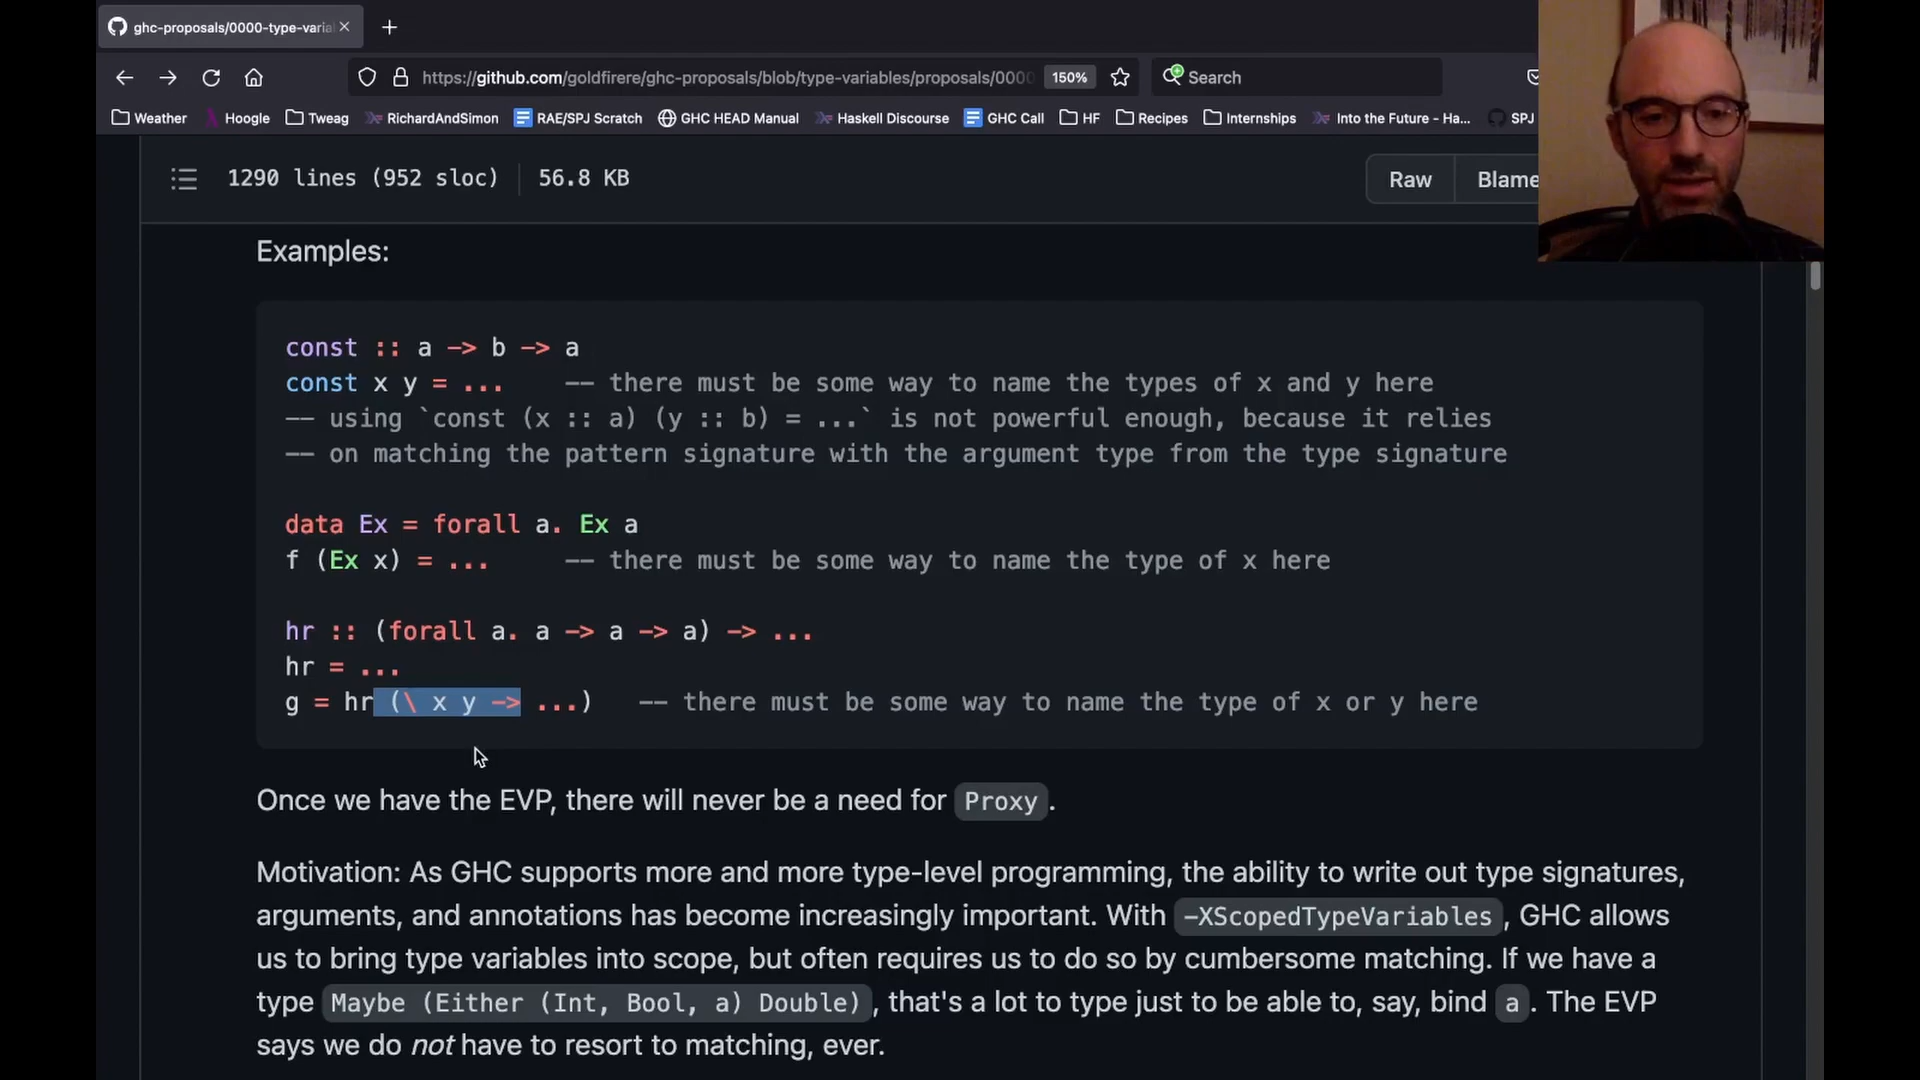 ghc-proposals/0000-type-varia
https://github.com/goldfirere/ghc-proposals/blob/type-variables/proposals/0000
150%
Search
Weather
Hoogle
Tweag
RichardAndSimon
RAE/SPJ Scratch
GHC HEAD Manual
Haskell Discourse
GHC Call
HF
Recipes
Internships
Into the Future - Ha...
SPJ
1290 lines (952 sloc)
56.8 KB
Raw
Blame
Examples:
const :: a -> b -> a
const x y = ... -- there must be some way to name the types of x and y here
-- using `const (x :: a) (y :: b) = ...` is not powerful enough, because it relies
-- on matching the pattern signature with the argument type from the type signature
data Ex = forall a. Ex a
f (Ex x) = ... -- there must be some way to name the type of x here
hr :: (forall a. a -> a -> a) -> ...
hr = ...
g = hr (\ x y -> ...) -- there must be some way to name the type of x or y here
Once we have the EVP, there will never be a need for Proxy.
Motivation: As GHC supports more and more type-level programming, the ability to write out type signatures,
arguments, and annotations has become increasingly important. With -XScopedTypeVariables, GHC allows
us to bring type variables into scope, but often requires us to do so by cumbersome matching. If we have a
type Maybe (Either (Int, Bool, a) Double), that's a lot to type just to be able to, say, bind a. The EVP
says we do not have to resort to matching, ever.